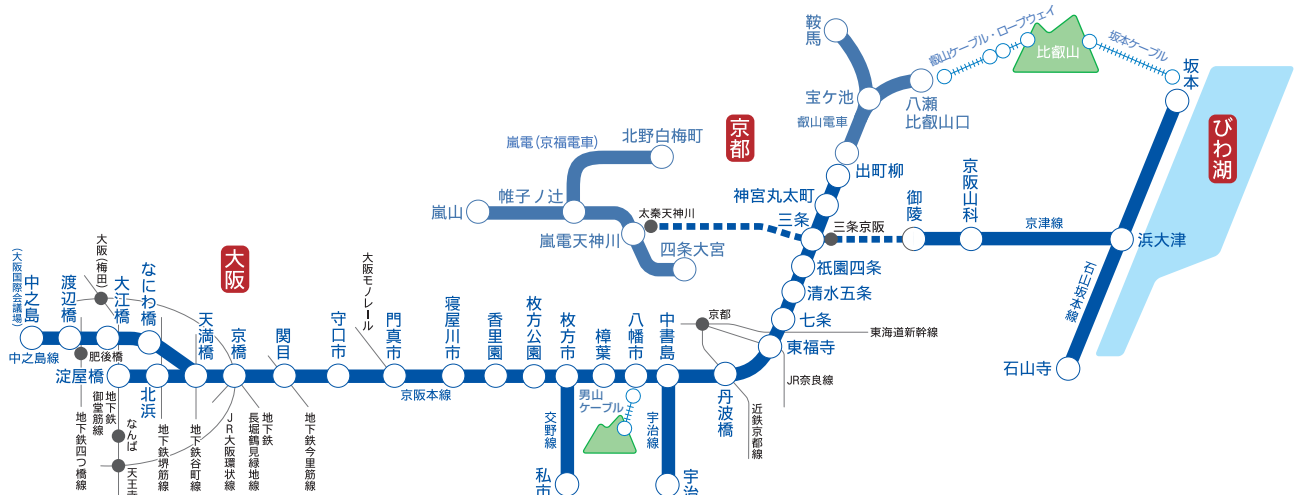 鞍馬
叡山ケーブル・ロープウェイ
比叡山
坂本ケーブル
坂本
宝ケ池
八瀬
比叡山口
叡山電車
京都
びわ湖
嵐電(京福電車)
北野白梅町
出町柳
京阪山科
御陵
神宮丸太町
帷子ノ辻
嵐山
太秦天神川
三条
三条京阪
京津線
浜大津
嵐電天神川
四条大宮
祇園四条
石山坂本線
清水五条
七条
東福寺
京都
東海道新幹線
石山寺
JR奈良線
大阪
(大阪国際会議場)
中之島
渡辺橋
大阪(梅田)
大江橋
なにわ橋
中之島線
肥後橋
淀屋橋
北浜
天満橋
京橋
関目
守口市
大阪モノレール
門真市
寝屋川市
香里園
枚方公園
枚方市
樟葉
八幡市
中書島
丹波橋
京阪本線
男山
ケーブル
交野線
宇治線
近鉄京都線
地下鉄四つ橋線
地下鉄
御堂筋線
なんば
地下鉄堺筋線
地下鉄谷町線
JR大阪環状線
地下鉄
長堀鶴見緑地線
地下鉄今里筋線
私市
宇治